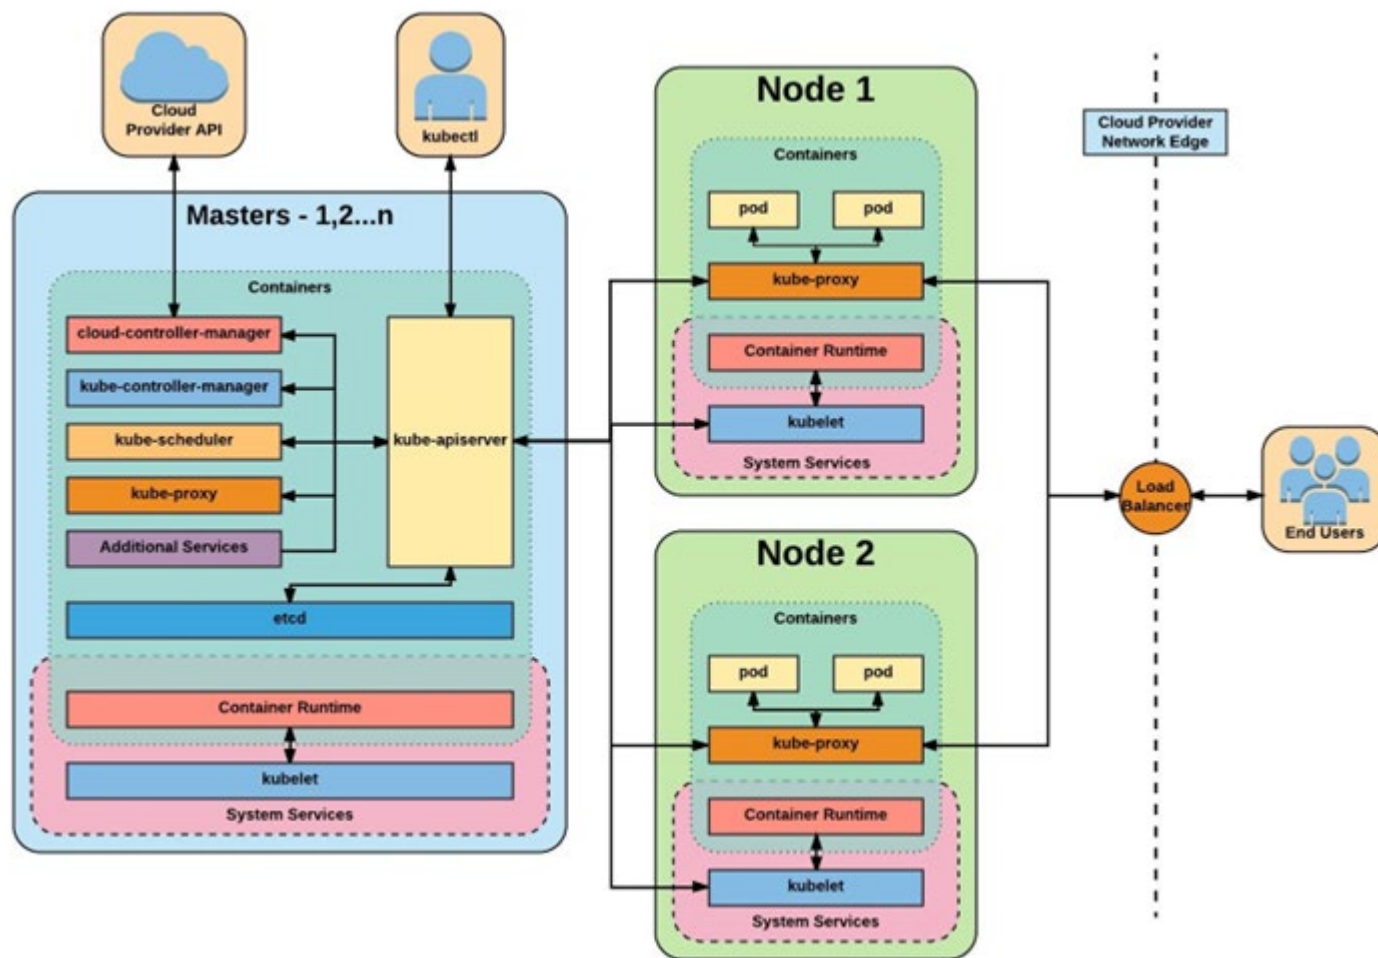 Cloud
Provider API
kubectl
Masters - 1,2...n
Containers
cloud-controller-manager
kube-controller-manager
kube-scheduler
kube-proxy
Additional Services
kube-apiserver
etcd
Container Runtime
kubelet
System Services
Node 1
Containers
pod
pod
kube-proxy
Container Runtime
kubelet
System Services
Node 2
Containers
pod
pod
kube-proxy
Container Runtime
kubelet
System Services
Cloud Provider
Network Edge
Load
Balancer
End Users